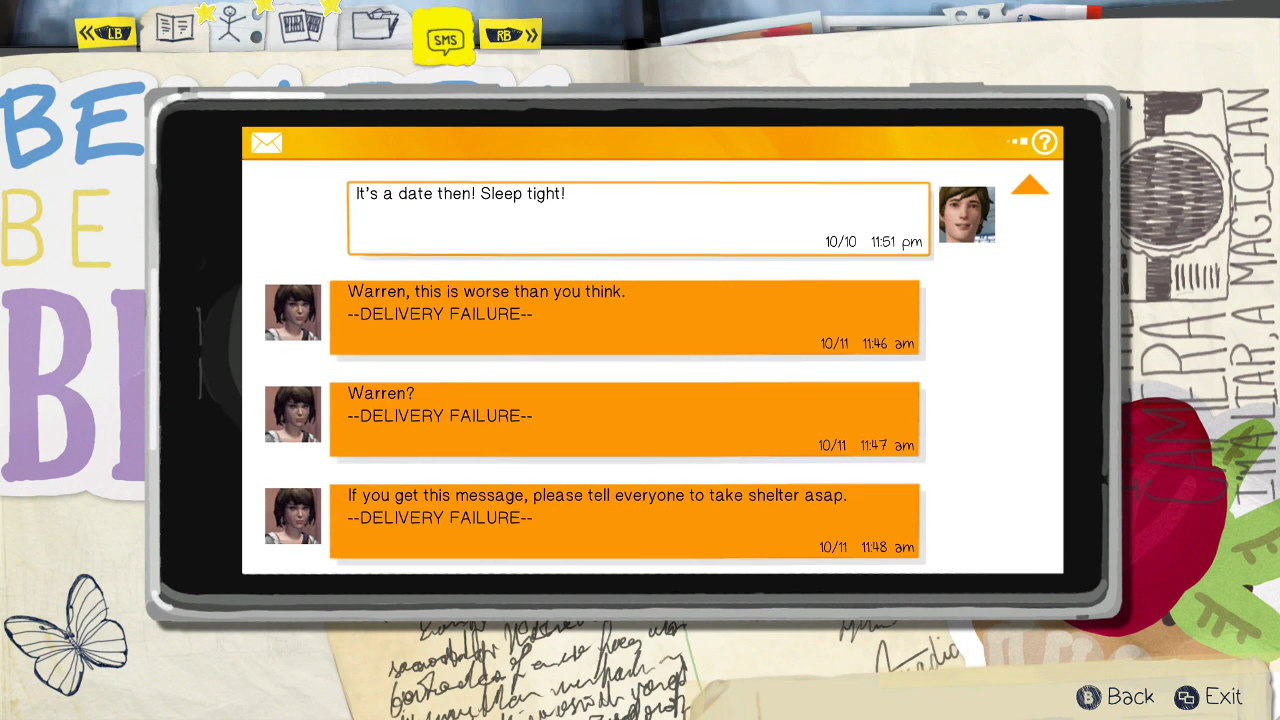 LB
SMS
RB
BE
BE
It's a date then! Sleep tight!
10/10 11:51 pm
Warren, this is worse than you think.
--DELIVERY FAILURE--
10/11 11:46 am
Warren?
--DELIVERY FAILURE--
10/11 11:47 am
If you get this message, please tell everyone to take shelter asap.
--DELIVERY FAILURE--
10/11 11:48 am
CAMERA
LIAR, A MAGICIAN
?
B Back
Exit